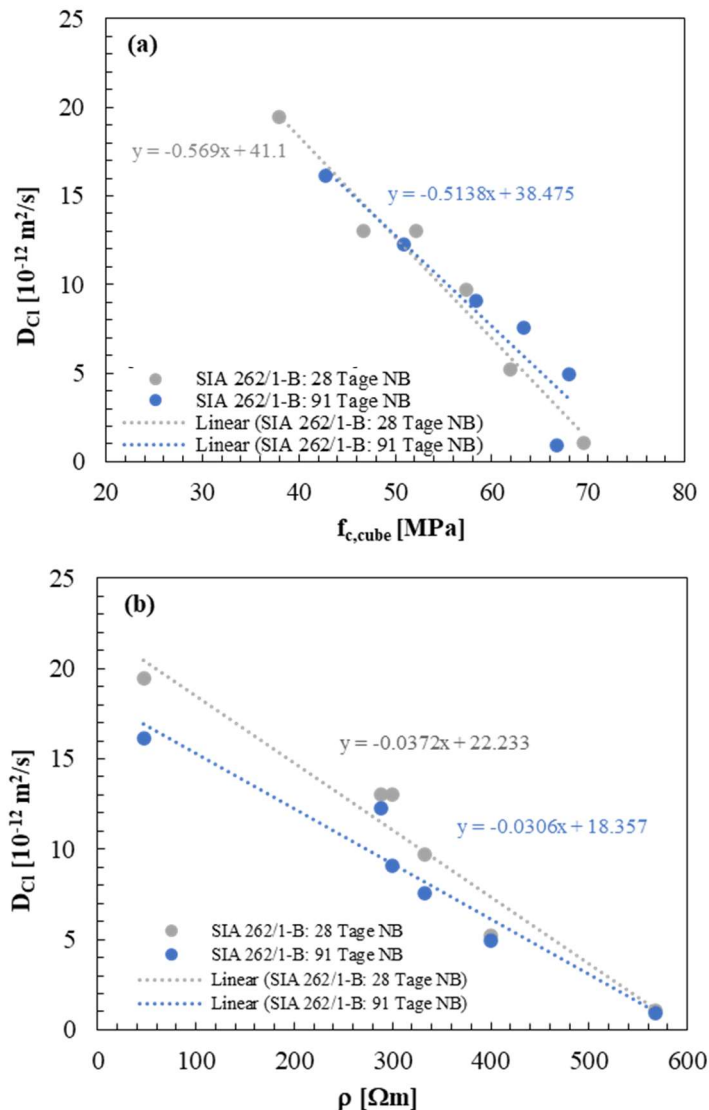 25
(a)
20
y = -0.569x + 41.1
15
y = -0.5138x + 38.475
D_Cl [10^-12 m^2/s]
10
5
SIA 262/1-B: 28 Tage NB
SIA 262/1-B: 91 Tage NB
Linear (SIA 262/1-B: 28 Tage NB)
Linear (SIA 262/1-B: 91 Tage NB)
0
20 30 40 50 60 70 80
f_c,cube [MPa]
25
(b)
20
15
y = -0.0372x + 22.233
D_Cl [10^-12 m^2/s]
y = -0.0306x + 18.357
10
5
SIA 262/1-B: 28 Tage NB
SIA 262/1-B: 91 Tage NB
Linear (SIA 262/1-B: 28 Tage NB)
Linear (SIA 262/1-B: 91 Tage NB)
0
0 100 200 300 400 500 600
ρ [Ωm]